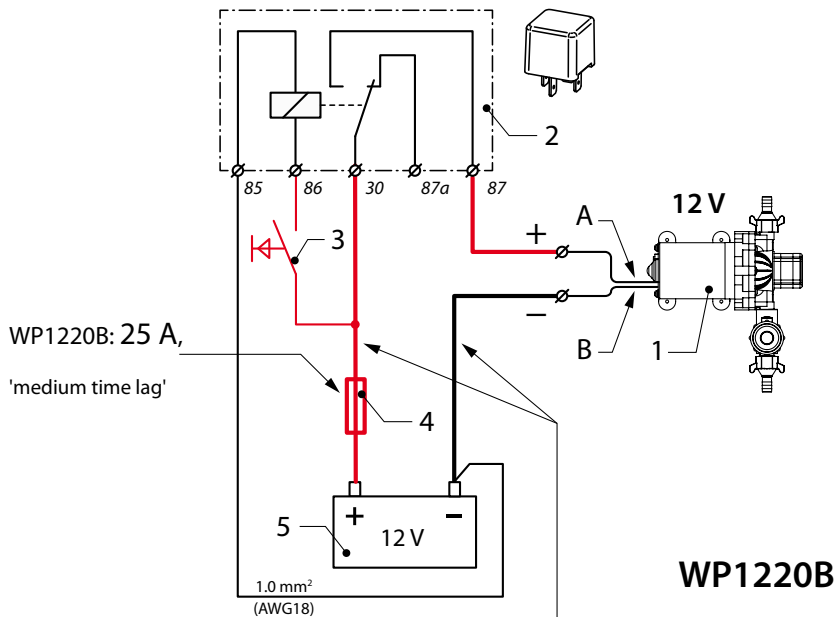 2
85
86
30
87a
87
3
A
12 V
+
−
B
1
WP1220B: 25 A,
'medium time lag'
4
5
+
−
12 V
1.0 mm²
(AWG18)
WP1220B